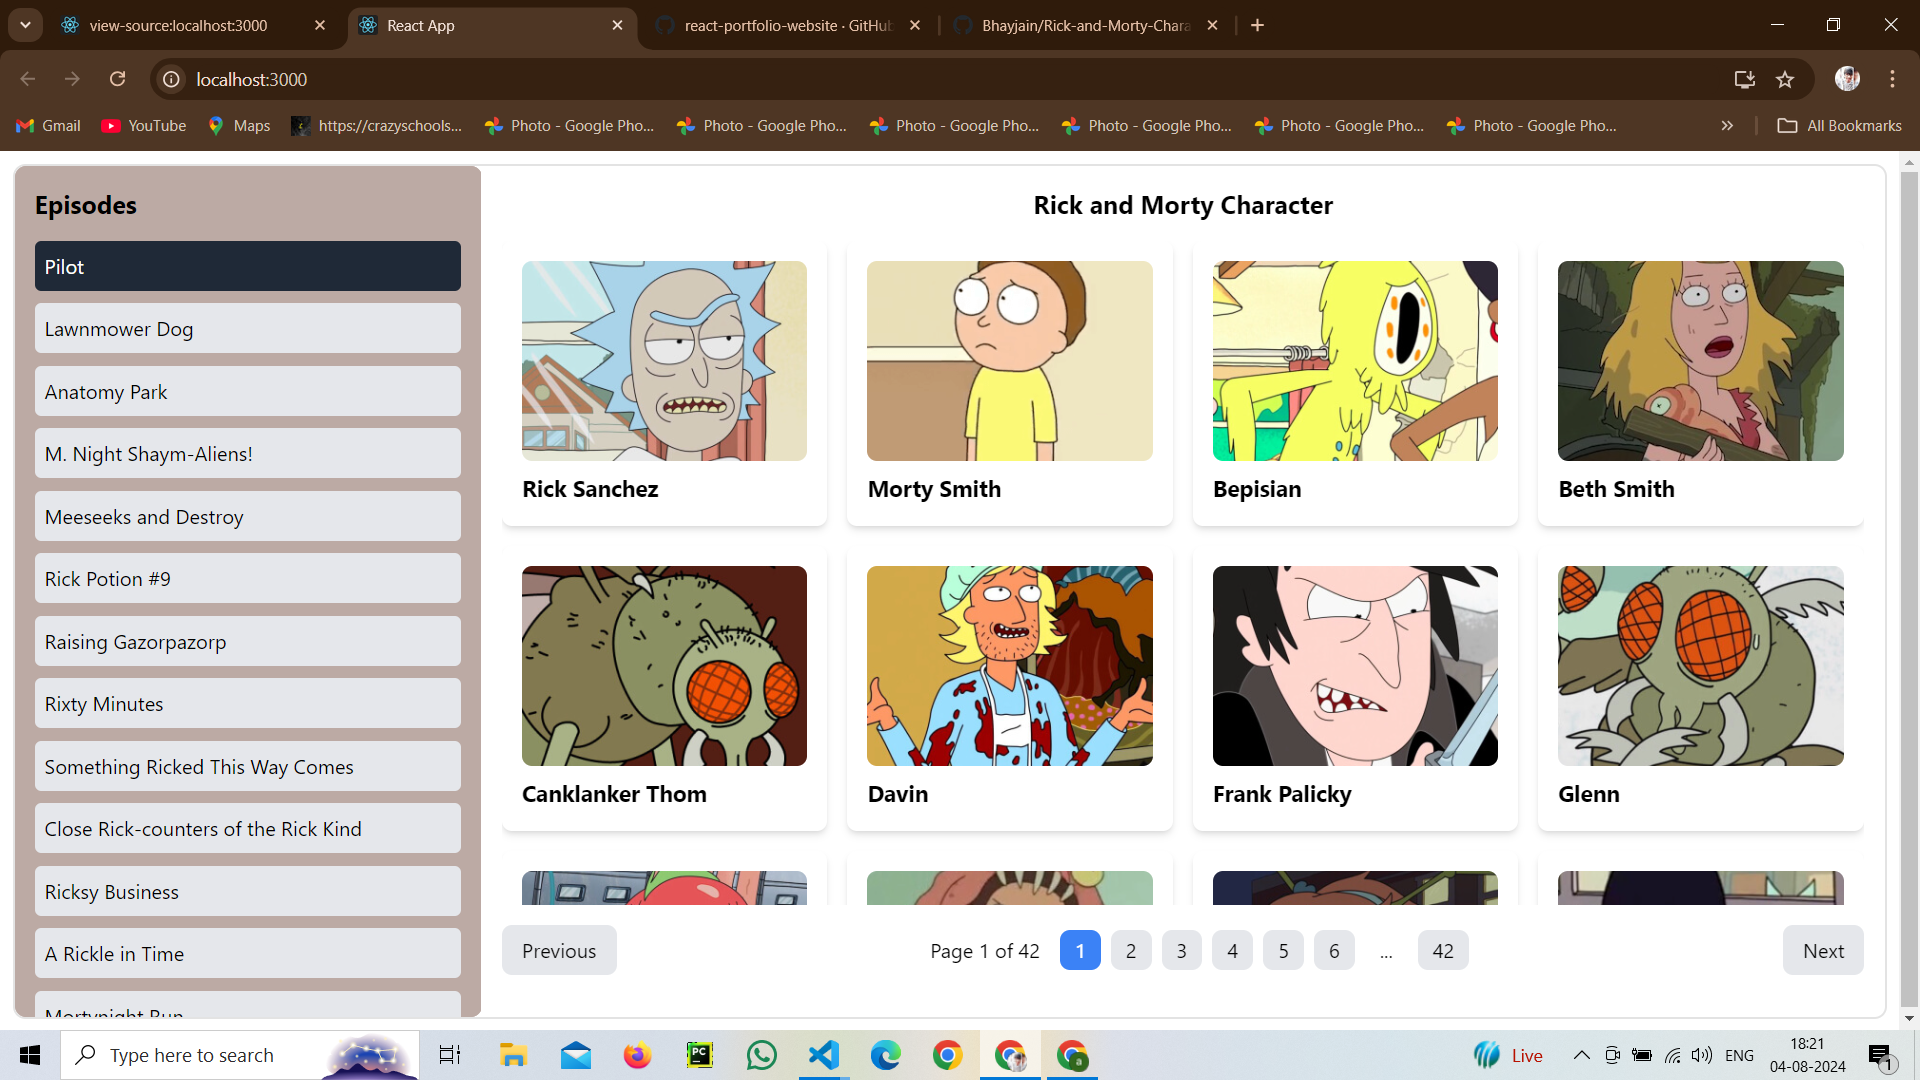 view-source:localhost:3000
React App
react-portfolio-website · GitHub
Bhayjain/Rick-and-Morty-Chara
localhost:3000
Gmail
YouTube
Maps
https://crazyschools...
Photo - Google Pho...
Photo - Google Pho...
Photo - Google Pho...
Photo - Google Pho...
Photo - Google Pho...
Photo - Google Pho...
All Bookmarks
Episodes
Pilot
Lawnmower Dog
Anatomy Park
M. Night Shaym-Aliens!
Meeseeks and Destroy
Rick Potion #9
Raising Gazorpazorp
Rixty Minutes
Something Ricked This Way Comes
Close Rick-counters of the Rick Kind
Ricksy Business
A Rickle in Time
Mortynight Run
Rick and Morty Character
Rick Sanchez
Morty Smith
Bepisian
Beth Smith
Canklanker Thom
Davin
Frank Palicky
Glenn
Previous
Page 1 of 42
1
2
3
4
5
6
...
42
Next
Type here to search
PC
a
Live
ENG
18:21
04-08-2024
1